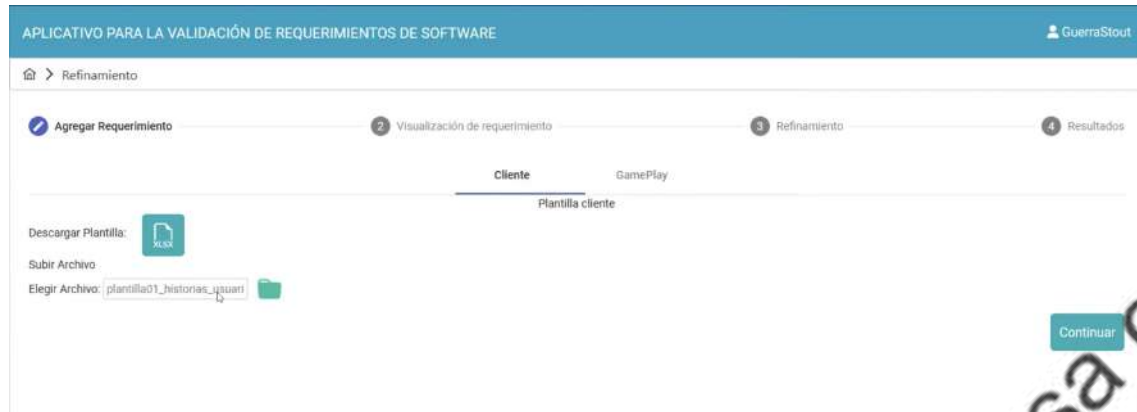 APLICATIVO PARA LA VALIDACIÓN DE REQUERIMIENTOS DE SOFTWARE GuerraStout
Refinamiento
Agregar Requerimiento 2 Visualización de requerimiento 3 Refinamiento 4 Resultados
Cliente GamePlay
Plantilla cliente
Descargar Plantilla: XLSX
Subir Archivo
Elegir Archivo: plantilla01_historias_usuari
Continuar